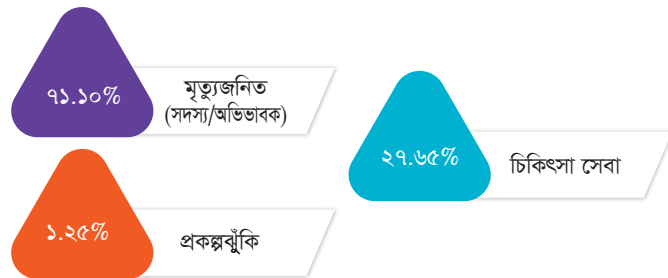 ৭১.১০%
মৃত্যুজনিত
(সদস্য/অভিভাবক)
২৭.৬৫%
চিকিৎসা সেবা
১.২৫%
প্রকল্পঝুঁকি